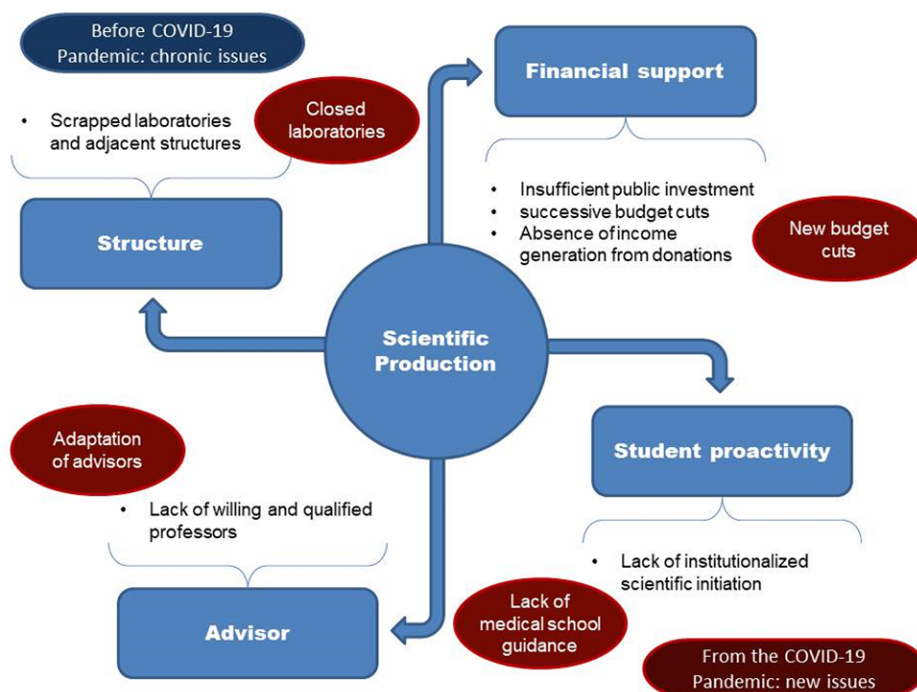 Before COVID-19
Pandemic: chronic issues
Financial support
• Scrapped laboratories
and adjacent structures
Closed
laboratories
• Insufficient public investment
• successive budget cuts
• Absence of income
generation from donations
New budget
cuts
Structure
Scientific
Production
Adaptation
of advisors
Student proactivity
• Lack of willing and qualified
professors
• Lack of institutionalized
scientific initiation
Advisor
Lack of
medical school
guidance
From the COVID-19
Pandemic: new issues